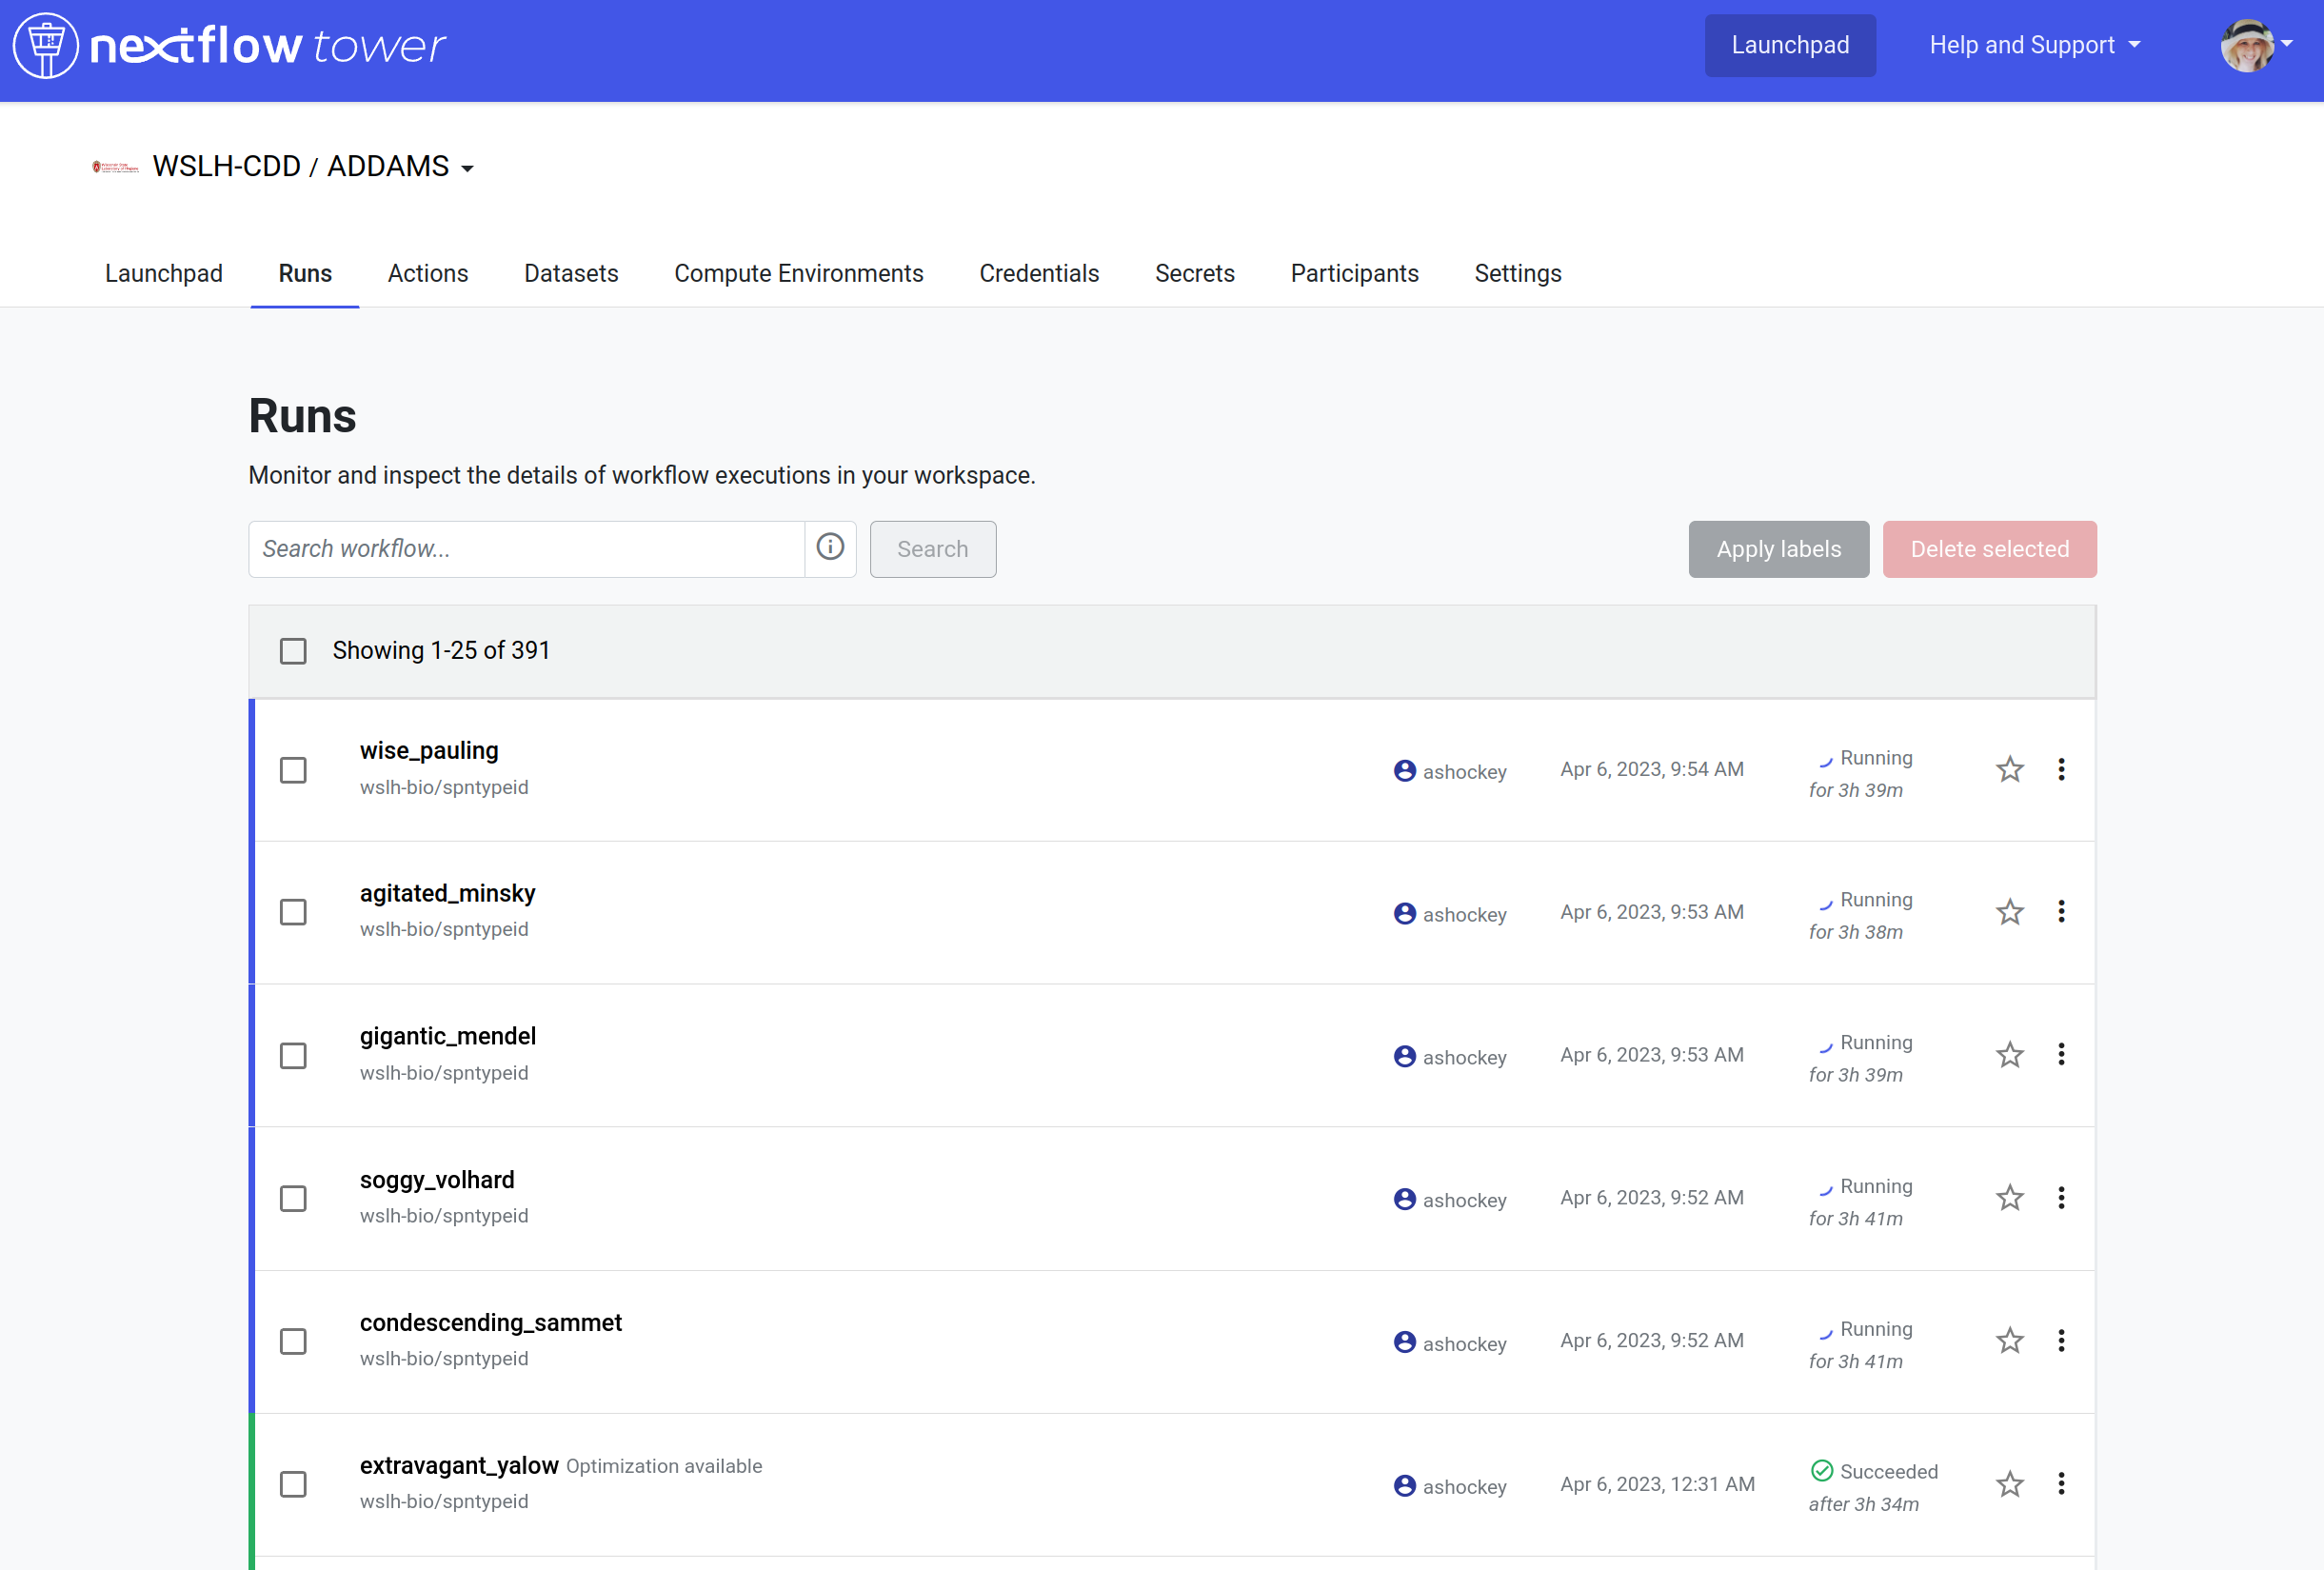 nextflow tower
Launchpad
Help and Support
WSLH-CDD / ADDAMS
Launchpad Runs Actions Datasets Compute Environments Credentials Secrets Participants Settings
Runs
Monitor and inspect the details of workflow executions in your workspace.
Search workflow...
Search
Apply labels
Delete selected
Showing 1-25 of 391
wise_pauling
wslh-bio/spntypeid
ashockey
Apr 6, 2023, 9:54 AM
Running
for 3h 39m
agitated_minsky
wslh-bio/spntypeid
ashockey
Apr 6, 2023, 9:53 AM
Running
for 3h 38m
gigantic_mendel
wslh-bio/spntypeid
ashockey
Apr 6, 2023, 9:53 AM
Running
for 3h 39m
soggy_volhard
wslh-bio/spntypeid
ashockey
Apr 6, 2023, 9:52 AM
Running
for 3h 41m
condescending_sammet
wslh-bio/spntypeid
ashockey
Apr 6, 2023, 9:52 AM
Running
for 3h 41m
extravagant_yalow Optimization available
wslh-bio/spntypeid
ashockey
Apr 6, 2023, 12:31 AM
Succeeded
after 3h 34m